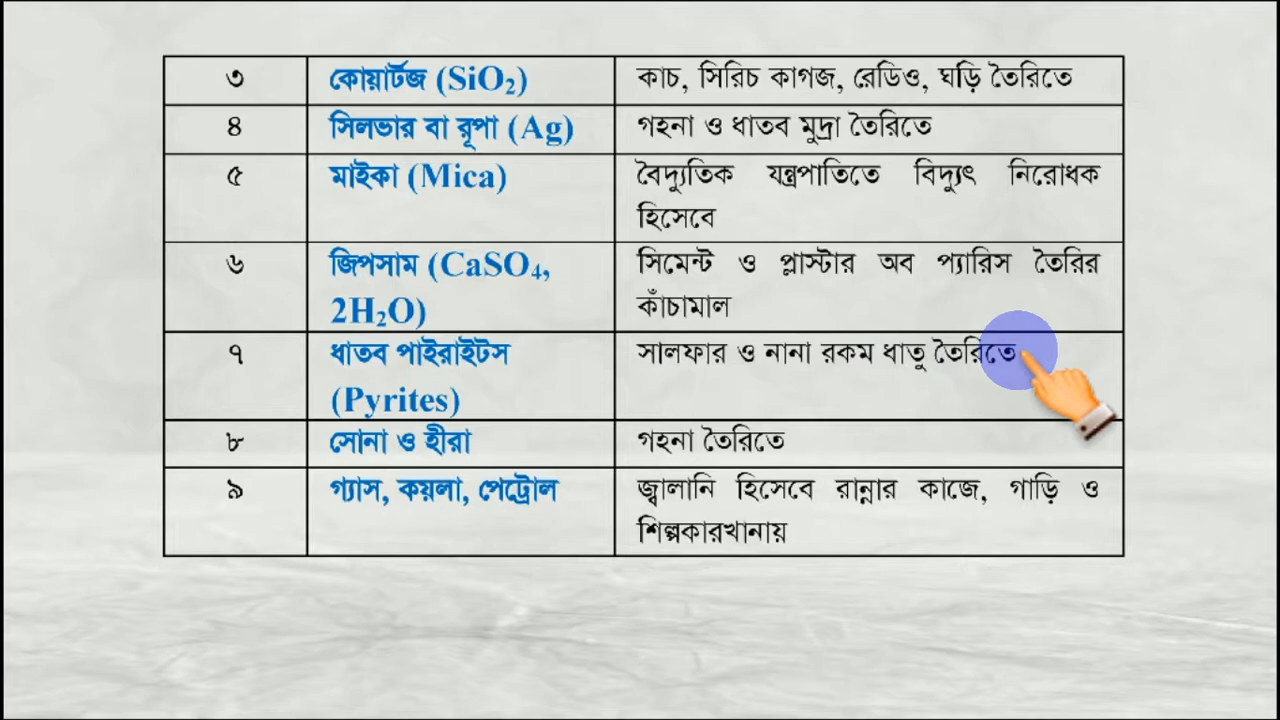 ৩ কোয়ার্টজ (SiO₂) কাচ, সিরিচ কাগজ, রেডিও, ঘড়ি তৈরিতে
৪ সিলভার বা রূপা (Ag) গহনা ও ধাতব মুদ্রা তৈরিতে
৫ মাইকা (Mica) বৈদ্যুতিক যন্ত্রপাতিতে বিদ্যুৎ নিরোধক
হিসেবে
৬ জিপসাম (CaSO₄, সিমেন্ট ও প্লাস্টার অব প্যারিস তৈরির
2H₂O) কাঁচামাল
৭ ধাতব পাইরাইটস সালফার ও নানা রকম ধাতু তৈরিতে
(Pyrites)
৮ সোনা ও হীরা গহনা তৈরিতে
৯ গ্যাস, কয়লা, পেট্রোল জ্বালানি হিসেবে রান্নার কাজে, গাড়ি ও
শিল্পকারখানায়